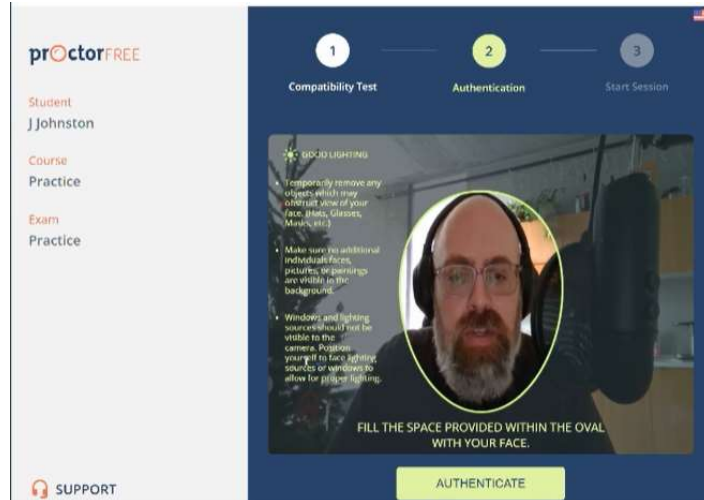 proctorFREE
Student
J Johnston
Course
Practice
Exam
Practice
SUPPORT
1
2
3
Compatibility Test
Authentication
Start Session
GOOD LIGHTING
Temporarily remove any
objects which may
obstruct view of your
face. (Hats, Glasses,
Masks, etc.)
Make sure no additional
individuals faces,
pictures, or paintings
are visible in the
background.
Windows and lighting
sources should not be
visible to the
camera. Position
yourself to face lighting
sources or windows to
allow for proper lighting.
FILL THE SPACE PROVIDED WITHIN THE OVAL
WITH YOUR FACE.
AUTHENTICATE